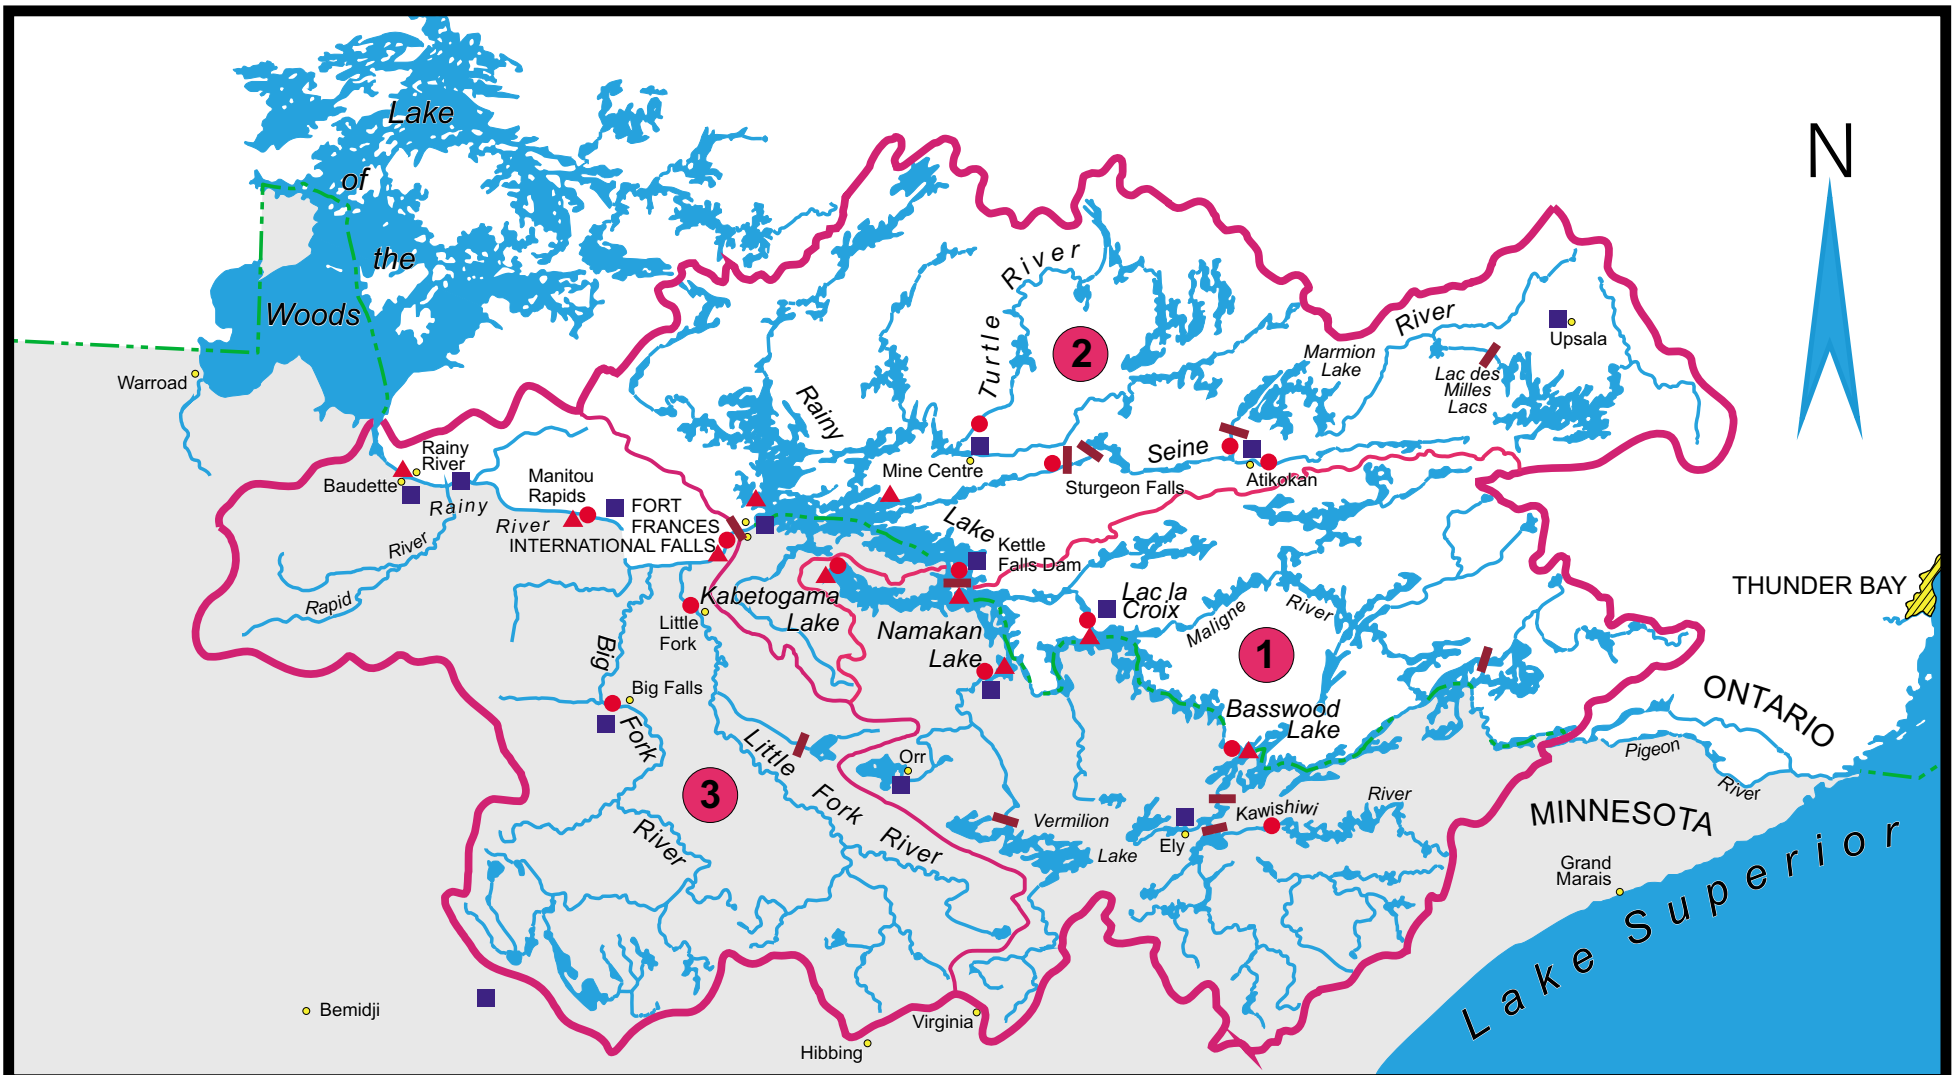 Lake
of
the
Woods
N
River
Turtle
2
River
Marmion
Lake
Upsala
Lac des
Milles
Lacs
Warroad
Rainy
Rainy
River
Baudette
Manitou
Rapids
Mine Centre
Seine
Sturgeon Falls
Atikokan
Rainy
River
FORT
FRANCES
INTERNATIONAL FALLS
Lake
Kettle
Falls Dam
River
Rapid
Kabetogama
Lake
Little
Fork
Namakan
Lake
Lac la
Croix
Maligne
River
THUNDER BAY
1
Big
Fork
River
Big Falls
Basswood
Lake
ONTARIO
Pigeon
River
Little
Fork
River
Orr
3
Vermilion
Lake
Ely
Kawishiwi
River
MINNESOTA
Grand
Marais
Lake Superior
Bemidji
Virginia
Hibbing